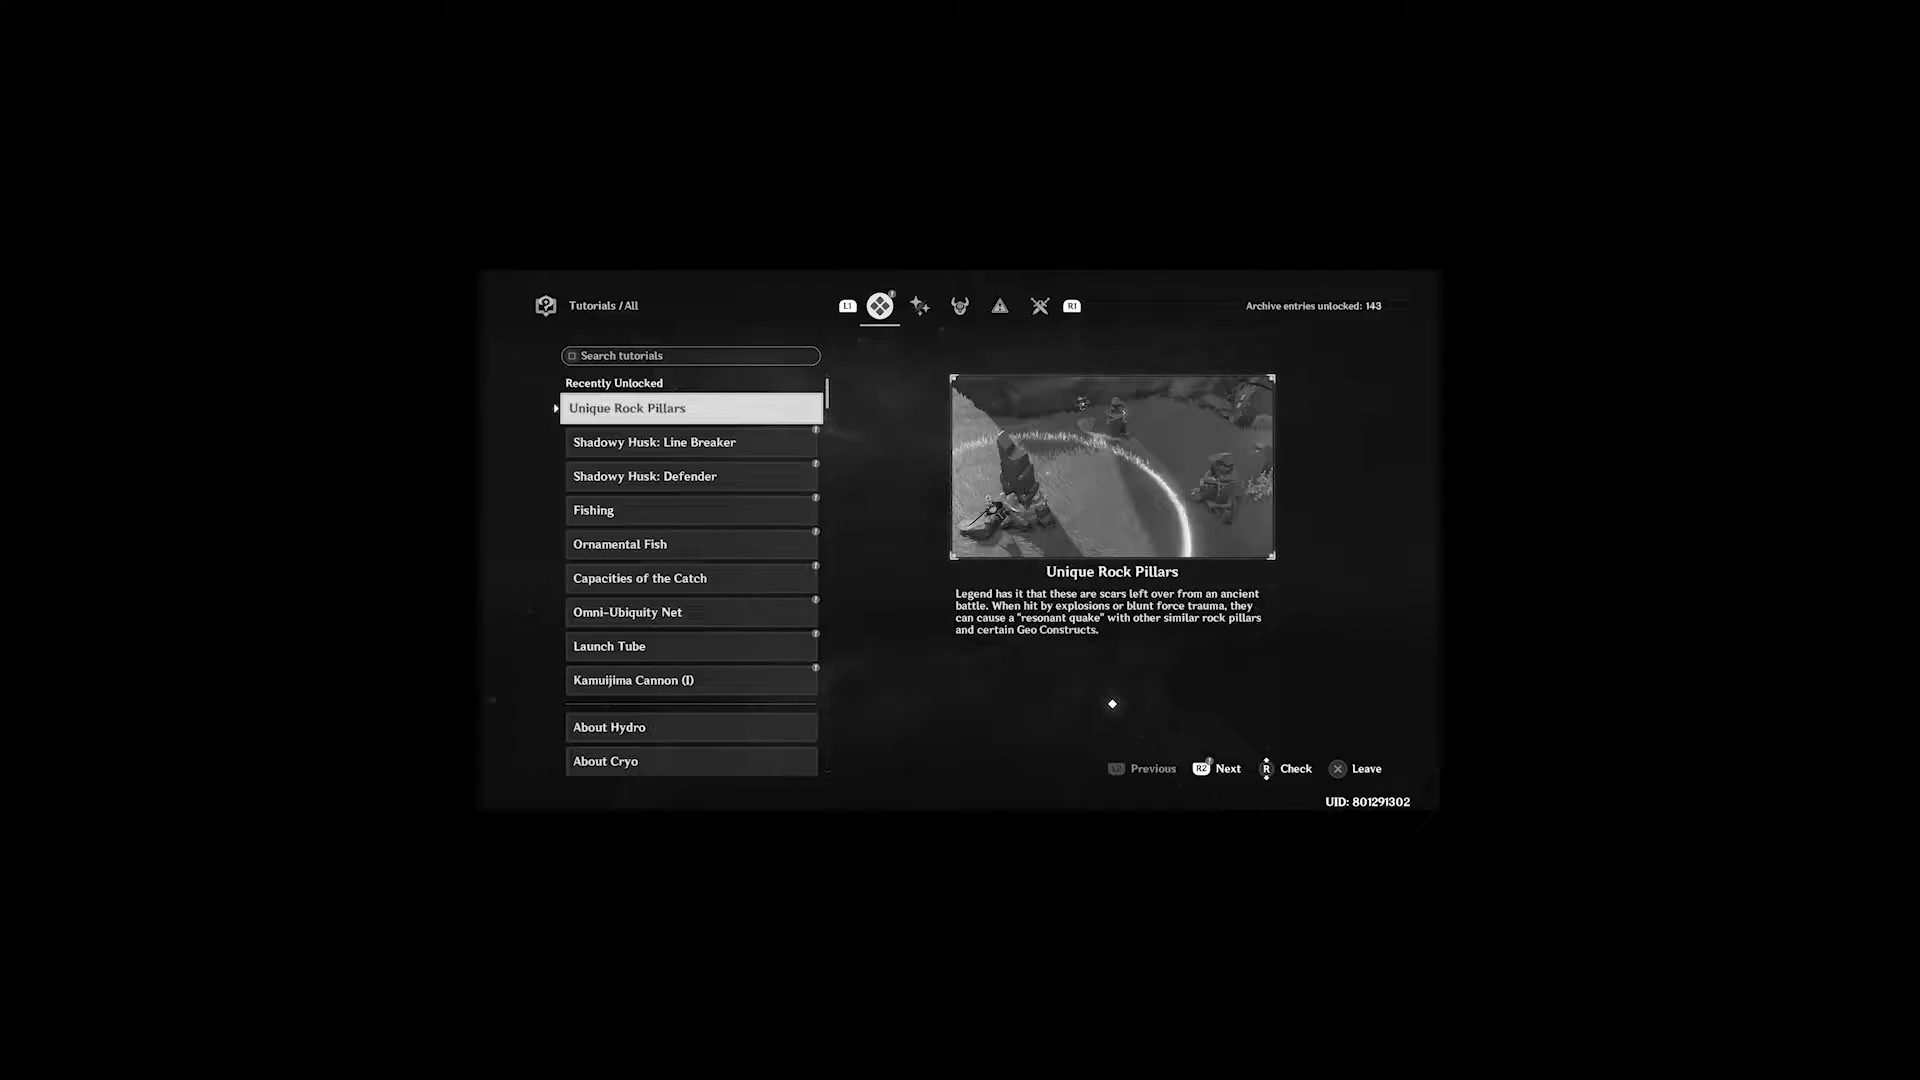 Tutorials /All
L1
R1
Archive entries unlocked: 143
Search tutorials
Recently Unlocked
Unique Rock Pillars
Shadowy Husk: Line Breaker
Shadowy Husk: Defender
Fishing
Ornamental Fish
Capacities of the Catch
Omni-Ubiquity Net
Launch Tube
Kamuijima Cannon (I)
About Hydro
About Cryo
Unique Rock Pillars
Legend has it that these are scars left over from an ancient
battle. When hit by explosions or blunt force trauma, they
can cause a "resonant quake" with other similar rock pillars
and certain Geo Constructs.
L2 Previous R2 Next R Check Leave
UID: 801291302